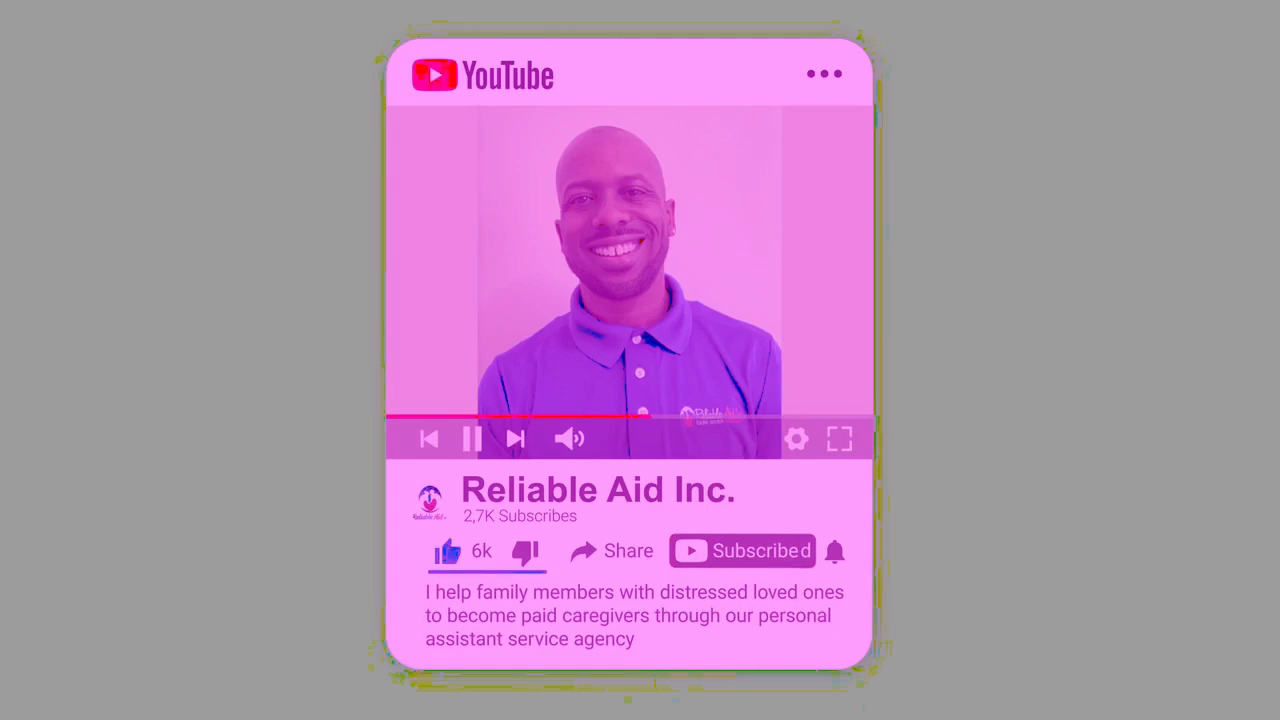 YouTube
Reliable Aid Inc.
2,7K Subscribes
6k
Share
Subscribed
I help family members with distressed loved ones
to become paid caregivers through our personal
assistant service agency